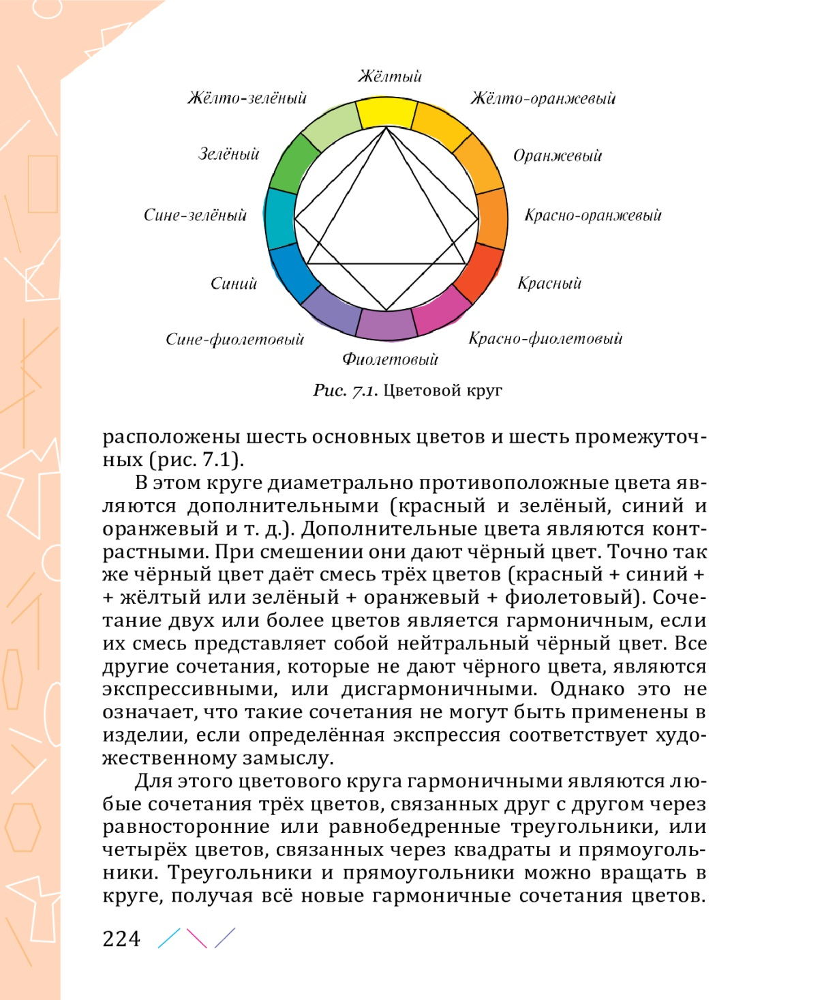 Жёлтый
Жёлто-зелёный
Жёлто-оранжевый
Зелёный
Оранжевый
Сине-зелёный
Красно-оранжевый
Синий
Красный
Сине-фиолетовый
Красно-фиолетовый
Фиолетовый
Рис. 7.1. Цветовой круг
расположены шесть основных цветов и шесть промежуточ-
ных (рис. 7.1).
В этом круге диаметрально противоположные цвета яв-
ляются дополнительными (красный и зелёный, синий и
оранжевый и т. д.). Дополнительные цвета являются конт-
растными. При смешении они дают чёрный цвет. Точно так
же чёрный цвет даёт смесь трёх цветов (красный + синий +
+ жёлтый или зелёный + оранжевый + фиолетовый). Соче-
тание двух или более цветов является гармоничным, если
их смесь представляет собой нейтральный чёрный цвет. Все
другие сочетания, которые не дают чёрного цвета, являются
экспрессивными, или дисгармоничными. Однако это не
означает, что такие сочетания не могут быть применены в
изделии, если определённая экспрессия соответствует худо-
жественному замыслу.
Для этого цветового круга гармоничными являются лю-
бые сочетания трёх цветов, связанных друг с другом через
равносторонние или равнобедренные треугольники, или
четырёх цветов, связанных через квадраты и прямоуголь-
ники. Треугольники и прямоугольники можно вращать в
круге, получая всё новые гармоничные сочетания цветов.
224